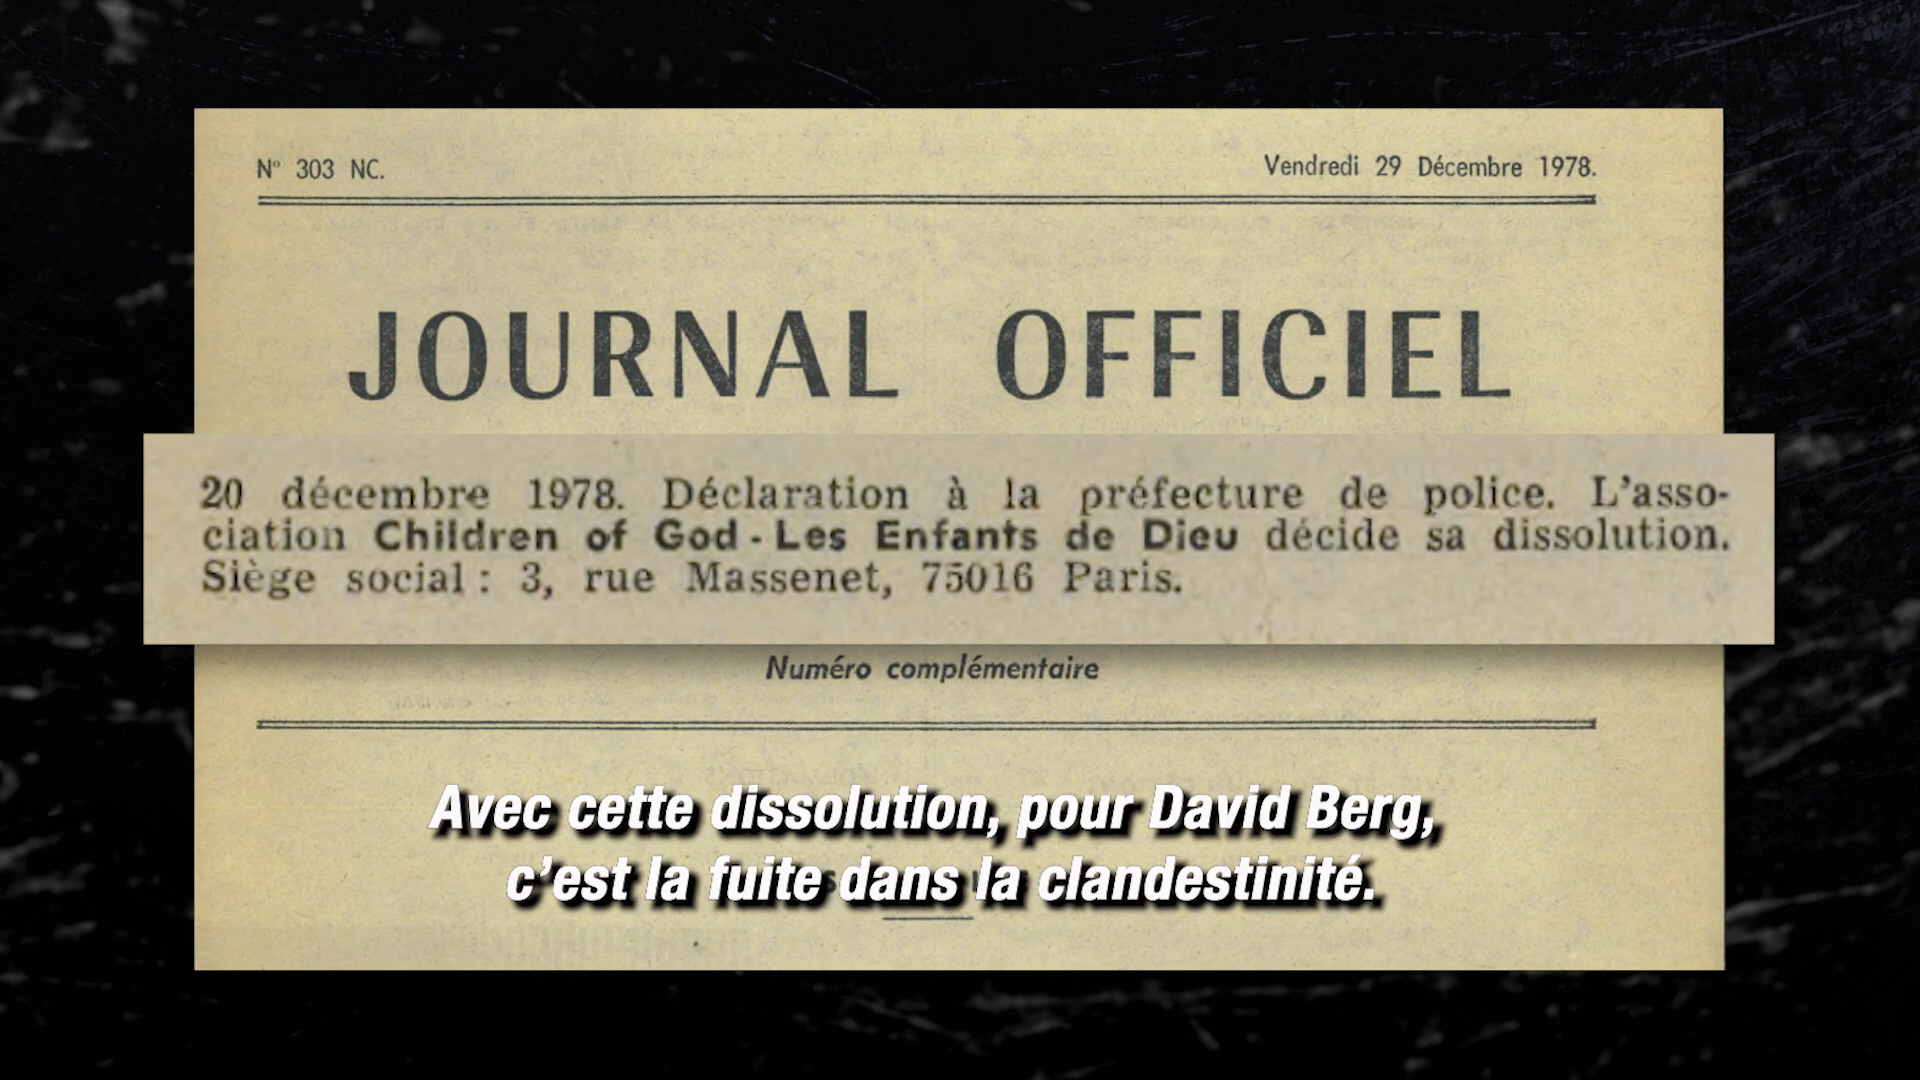 Nº 303 NC.
Vendredi 29 Décembre 1978.
JOURNAL OFFICIEL
20 décembre 1978. Déclaration à la préfecture de police. L'asso-
ciation Children of God - Les Enfants de Dieu décide sa dissolution.
Siège social : 3, rue Massenet, 75016 Paris.
Numéro complémentaire
Avec cette dissolution, pour David Berg,
c'est la fuite dans la clandestinité.